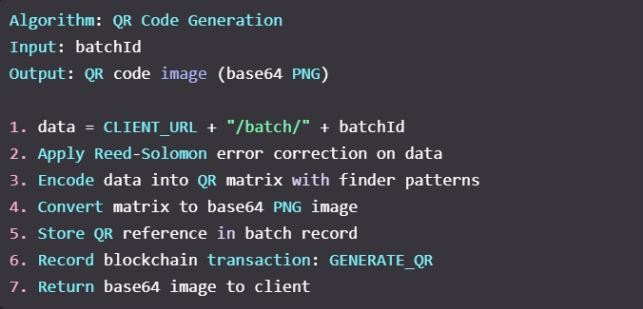 Algorithm: QR Code Generation
Input: batchId
Output: QR code image (base64 PNG)
1. data = CLIENT_URL + "/batch/" + batchId
2. Apply Reed-Solomon error correction on data
3. Encode data into QR matrix with finder patterns
4. Convert matrix to base64 PNG image
5. Store QR reference in batch record
6. Record blockchain transaction: GENERATE_QR
7. Return base64 image to client